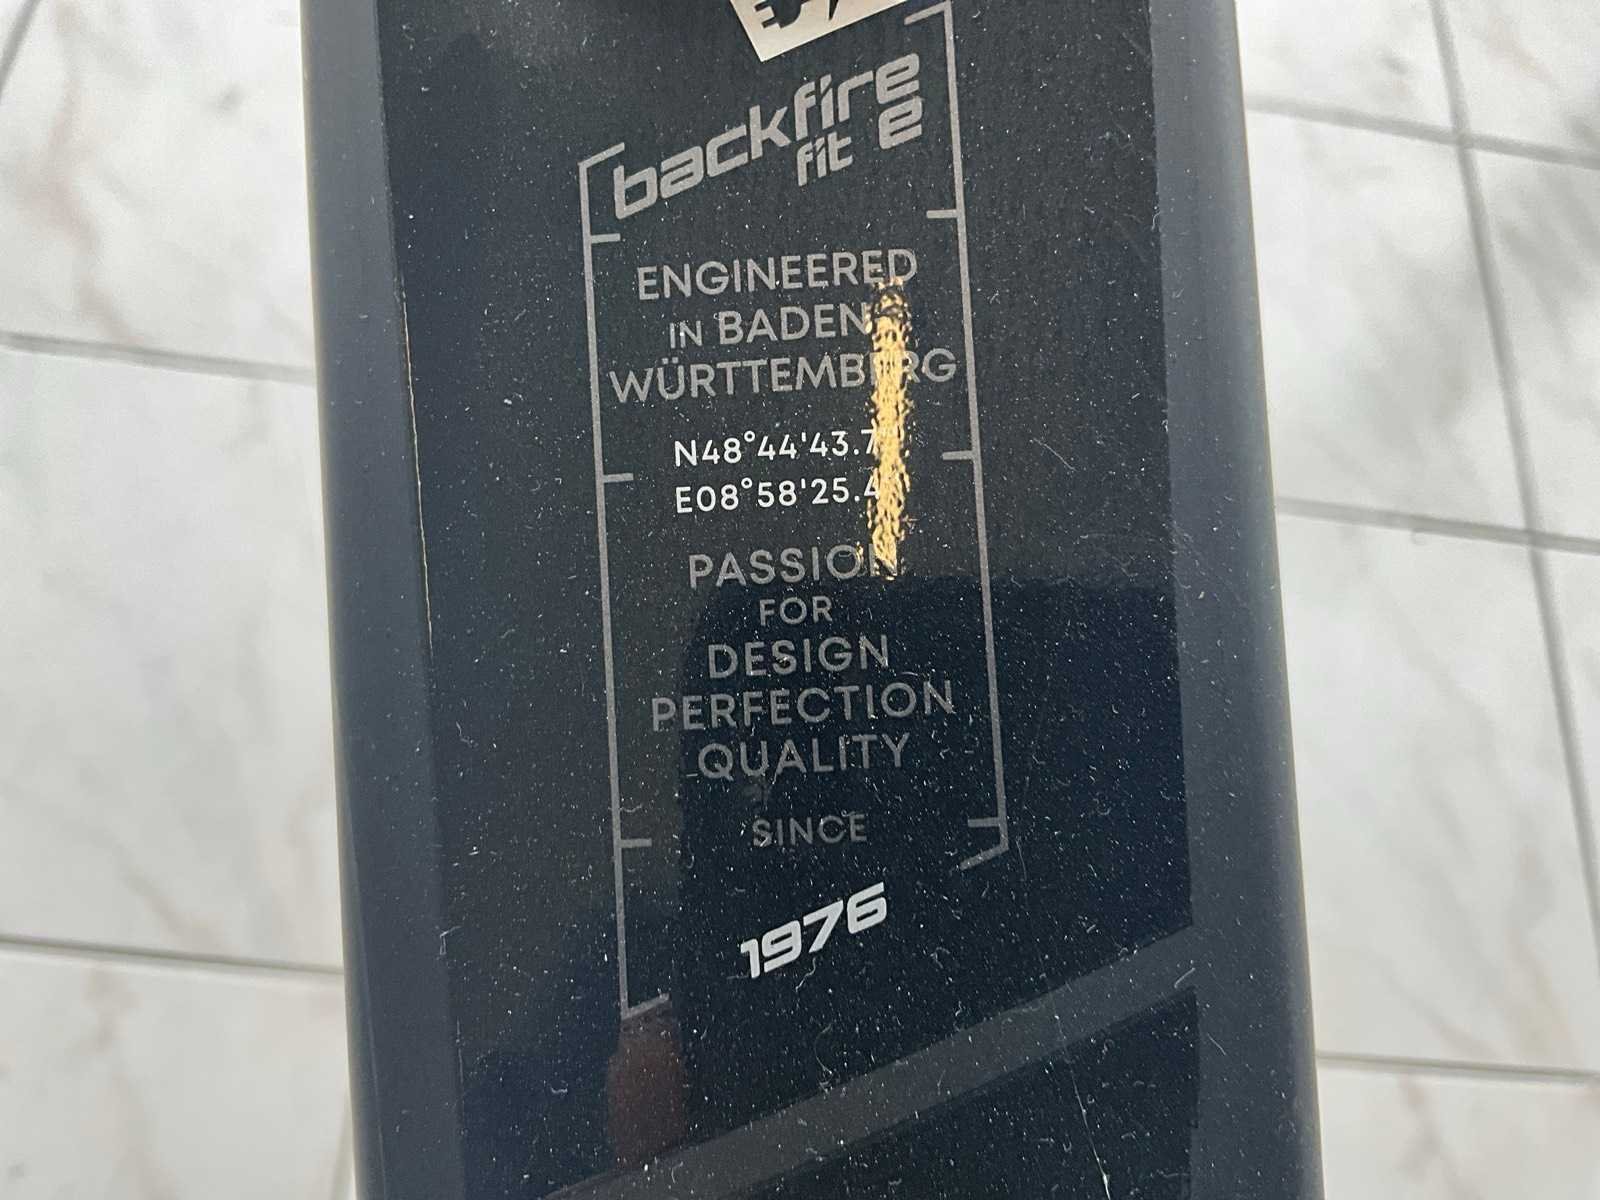 backfire
fit e
ENGINEERED
IN BADEN
WÜRTTEMBERG
N48°44'43.7
E08°58'25.4
PASSION
FOR
DESIGN
PERFECTION
QUALITY
SINCE
1976